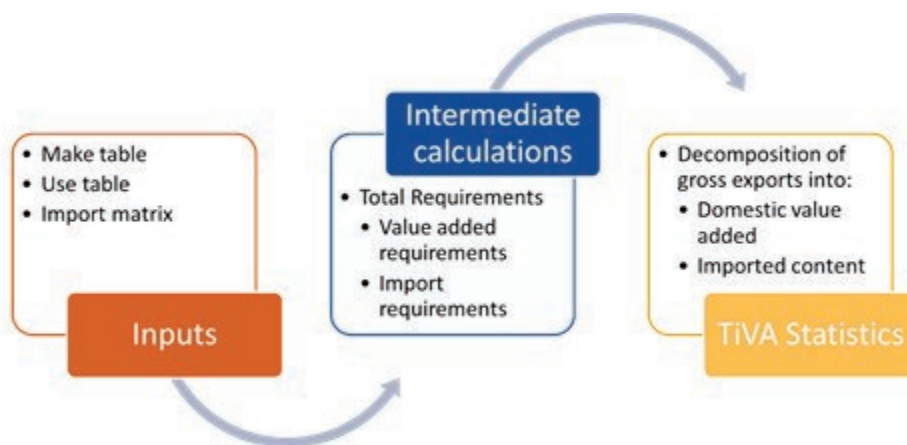 • Make table
• Use table
• Import matrix
Inputs
Intermediate
calculations
• Total Requirements
• Value added
requirements
• Import
requirements
• Decomposition of
gross exports into:
• Domestic value
added
• Imported content
TiVA Statistics